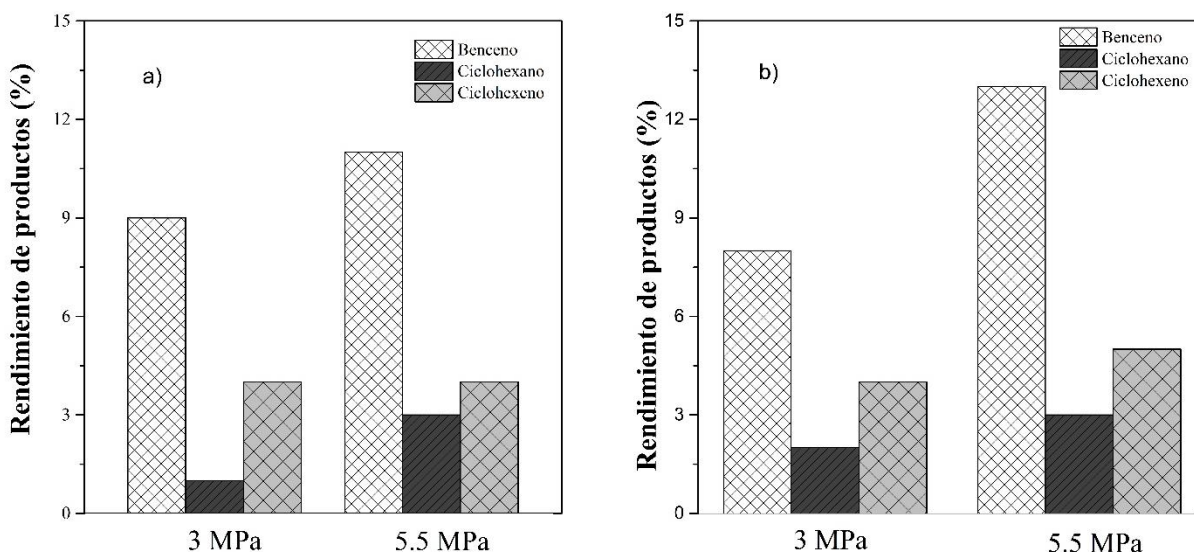 Rendimiento de productos (%)
15
12
9
6
3
0
a)
Benceno
Ciclohexano
Ciclohexeno
3 MPa
5.5 MPa
Rendimiento de productos (%)
15
12
9
6
3
0
b)
Benceno
Ciclohexano
Ciclohexeno
3 MPa
5.5 MPa